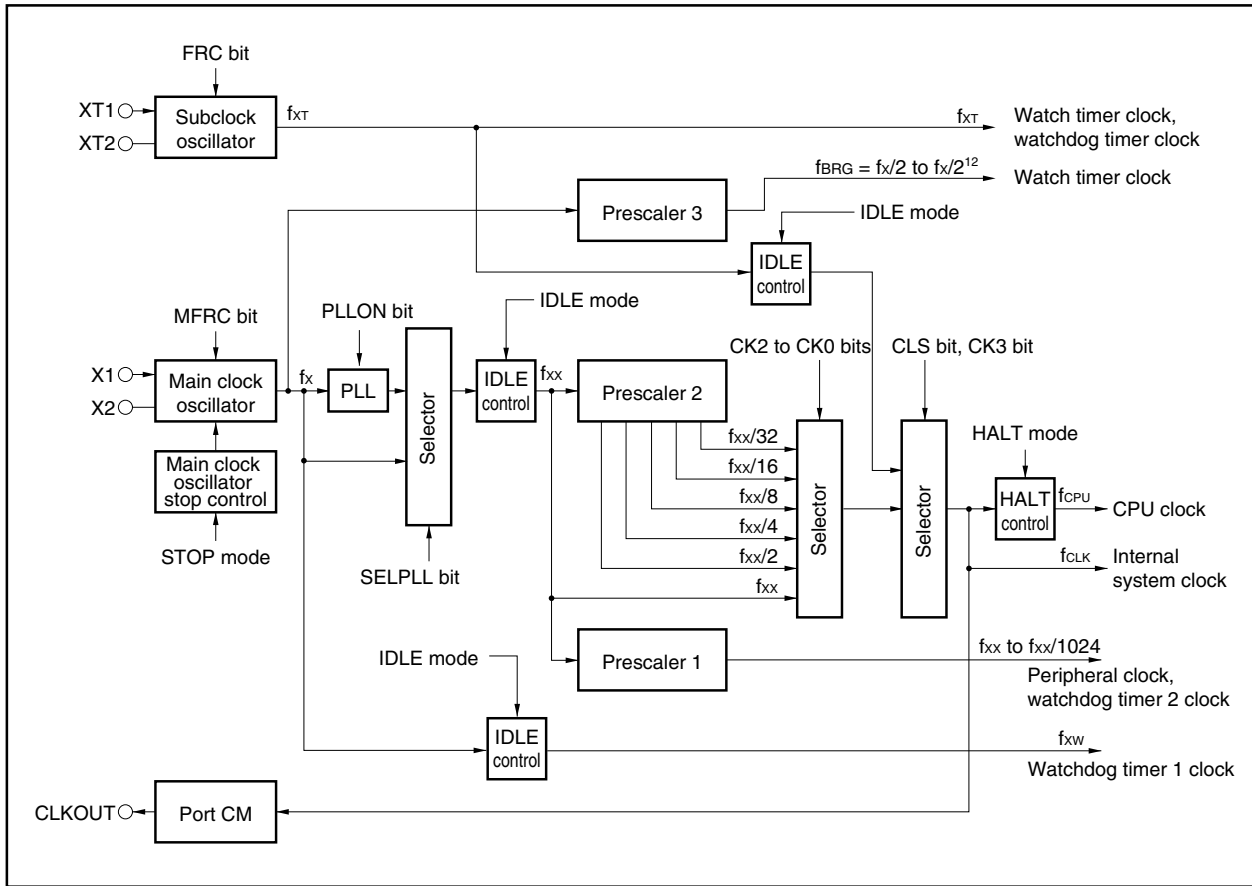 FRC bit
XT1
XT2
Subclock
oscillator
fXT
fXT
Watch timer clock,
watchdog timer clock
fBRG = fX/2 to fX/2¹²
Watch timer clock
Prescaler 3
IDLE mode
IDLE
control
MFRC bit
PLLON bit
IDLE mode
X1
X2
Main clock
oscillator
fX
PLL
Selector
IDLE
control
fXX
Prescaler 2
CK2 to CK0 bits
CLS bit, CK3 bit
Main clock
oscillator
stop control
STOP mode
SELPLL bit
fXX/32
fXX/16
fXX/8
fXX/4
fXX/2
fXX
Selector
Selector
HALT mode
HALT
control
fCPU
CPU clock
fCLK
Internal
system clock
IDLE mode
Prescaler 1
fXX to fXX/1024
Peripheral clock,
watchdog timer 2 clock
IDLE
control
fXW
Watchdog timer 1 clock
CLKOUT
Port CM